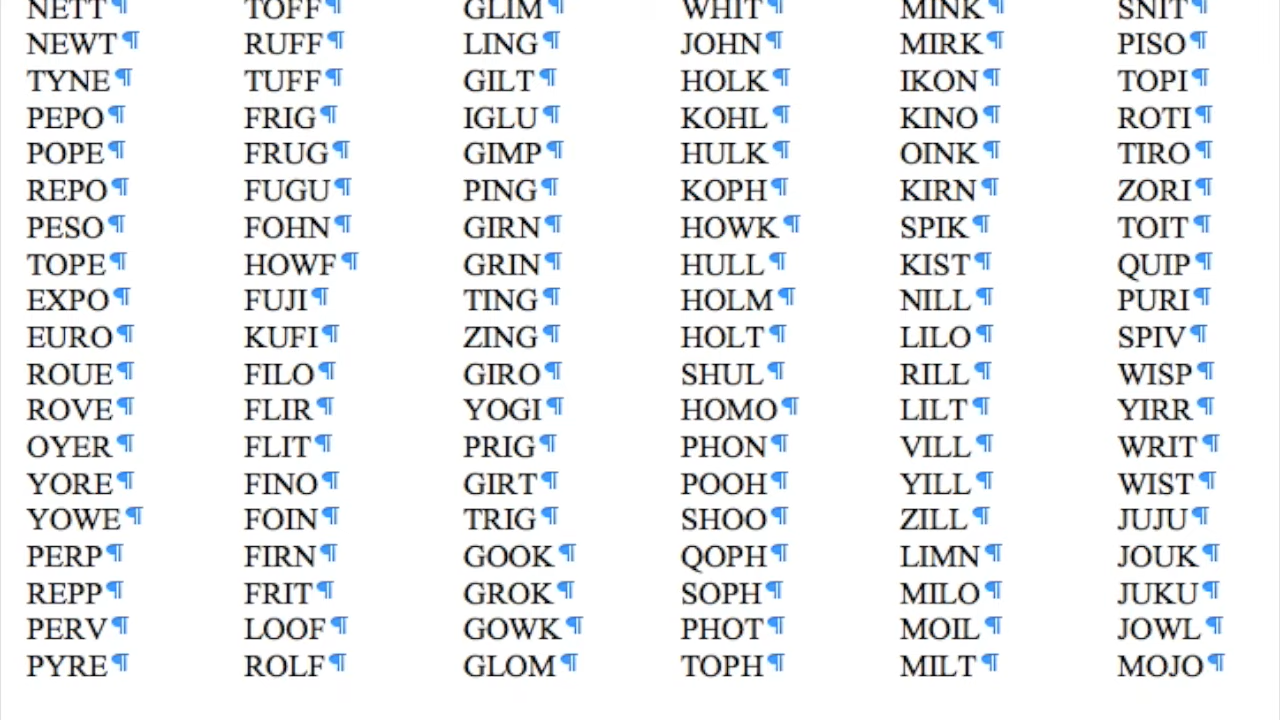 NETT¶ TOFF¶ GLIM¶ WHIT¶ MINK¶ SNIT¶
NEWT¶ RUFF¶ LING¶ JOHN¶ MIRK¶ PISO¶
TYNE¶ TUFF¶ GILT¶ HOLK¶ IKON¶ TOPI¶
PEPO¶ FRIG¶ IGLU¶ KOHL¶ KINO¶ ROTI¶
POPE¶ FRUG¶ GIMP¶ HULK¶ OINK¶ TIRO¶
REPO¶ FUGU¶ PING¶ KOPH¶ KIRN¶ ZORI¶
PESO¶ FOHN¶ GIRN¶ HOWK¶ SPIK¶ TOIT¶
TOPE¶ HOWF¶ GRIN¶ HULL¶ KIST¶ QUIP¶
EXPO¶ FUJI¶ TING¶ HOLM¶ NILL¶ PURI¶
EURO¶ KUFI¶ ZING¶ HOLT¶ LILO¶ SPIV¶
ROUE¶ FILO¶ GIRO¶ SHUL¶ RILL¶ WISP¶
ROVE¶ FLIR¶ YOGI¶ HOMO¶ LILT¶ YIRR¶
OYER¶ FLIT¶ PRIG¶ PHON¶ VILL¶ WRIT¶
YORE¶ FINO¶ GIRT¶ POOH¶ YILL¶ WIST¶
YOWE¶ FOIN¶ TRIG¶ SHOO¶ ZILL¶ JUJU¶
PERP¶ FIRN¶ GOOK¶ QOPH¶ LIMN¶ JOUK¶
REPP¶ FRIT¶ GROK¶ SOPH¶ MILO¶ JUKU¶
PERV¶ LOOF¶ GOWK¶ PHOT¶ MOIL¶ JOWL¶
PYRE¶ ROLF¶ GLOM¶ TOPH¶ MILT¶ MOJO¶